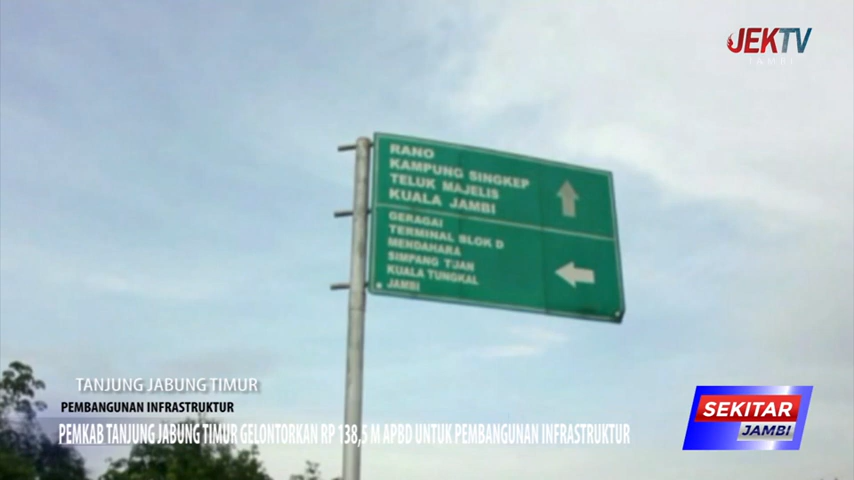 JEKTV
JAMBI
RANO
KAMPUNG SINGKEP
TELUK MAJELIS
KUALA JAMBI
GERAGAI
TERMINAL BLOK D
MENDAHARA
SIMPANG TUAN
KUALA TUNGKAL
JAMBI
TANJUNG JABUNG TIMUR
PEMBANGUNAN INFRASTRUKTUR
PEMKAB TANJUNG JABUNG TIMUR GELONTORKAN RP 138,5 M APBD UNTUK PEMBANGUNAN INFRASTRUKTUR
SEKITAR
JAMBI